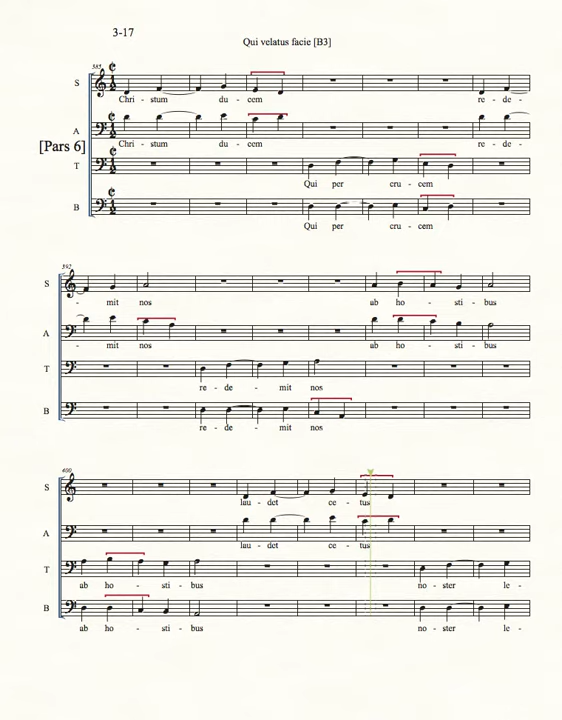 3-17
Qui velatus facie [B3]
385
S
Chri - stum du - cem re - de -
A
Chri - stum du - cem re - de -
[Pars 6]
T
Qui per cru - cem
B
Qui per cru - cem
392
S
- mit nos ab ho - sti - bus
A
- mit nos ab ho - sti - bus
T
re - de - mit nos
B
re - de - mit nos
400
S
lau - det ce - tus
A
lau - det ce - tus
T
ab ho - sti - bus no - ster le -
B
ab ho - sti - bus no - ster le -